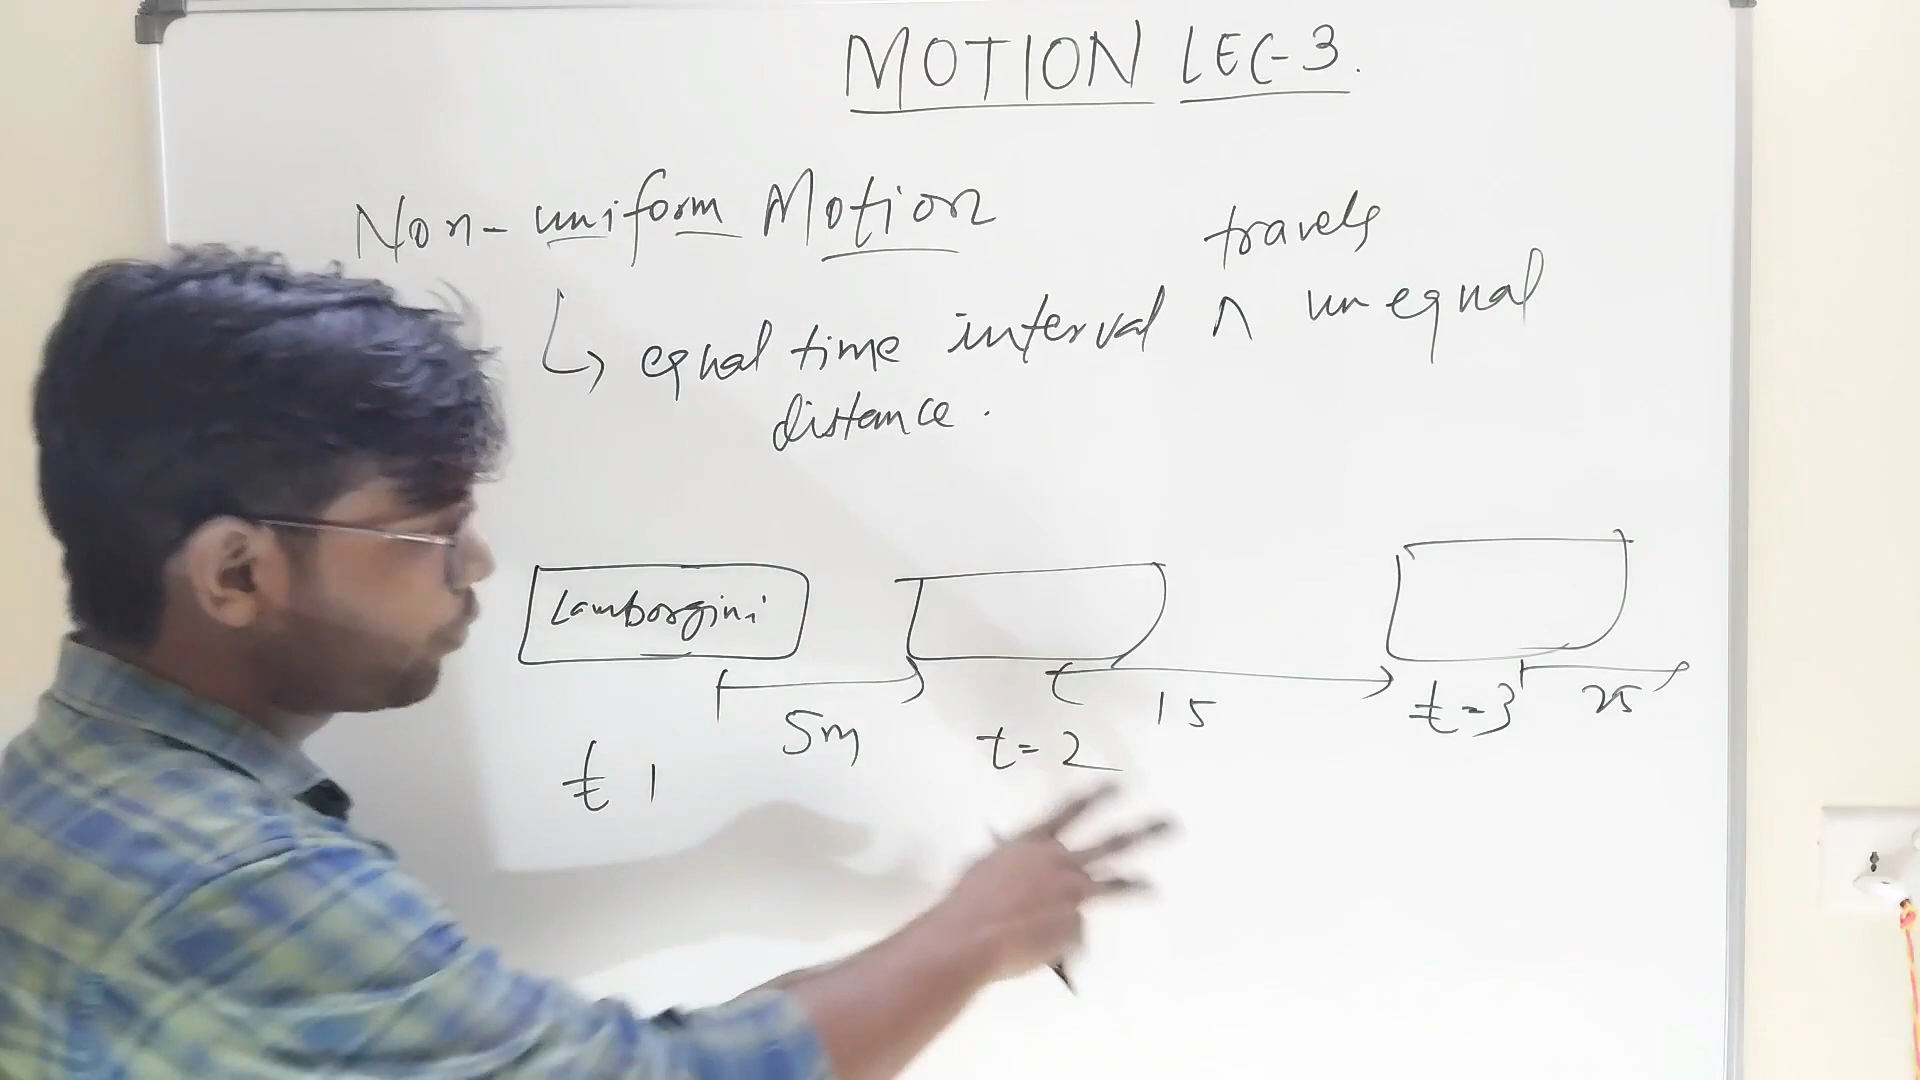 MOTION LEC-3.
Non-uniform Motion
travels
↳ equal time interval ∧ unequal
distance.
Lamborgini
5m
15
25
t 1
t=2
t=3